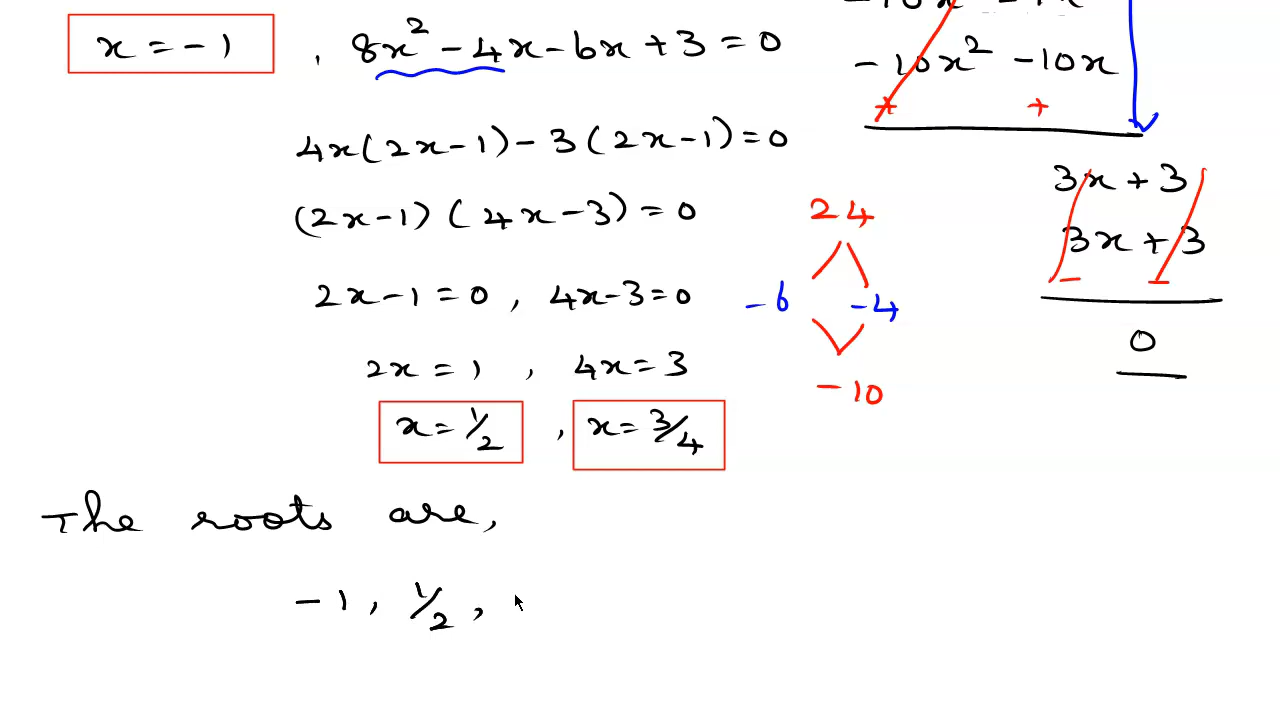 x = -1 , 8x² - 4x - 6x + 3 = 0
4x(2x-1) - 3(2x-1) = 0
(2x-1)(4x-3) = 0
2x-1 = 0 , 4x-3 = 0
2x = 1 , 4x = 3
x = 1/2 , x = 3/4
24
-6 -4
-10
-10x² -10x
+ +
3x + 3
3x + 3
- -
0
The roots are,
-1, 1/2,